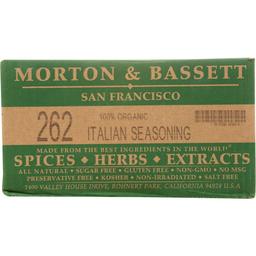 MORTON & BASSETT
SAN FRANCISCO
100% ORGANIC
262 ITALIAN SEASONING
MADE FROM THE BEST INGREDIENTS IN THE WORLD!
SPICES • HERBS • EXTRACTS
ALL NATURAL • SUGAR FREE • GLUTEN FREE • NON-GMO • NO MSG
PRESERVATIVE FREE • KOSHER • NON-IRRADIATED • SALT FREE
1400 VALLEY HOUSE DRIVE, ROHNERT PARK, CALIFORNIA 94928 U.S.A